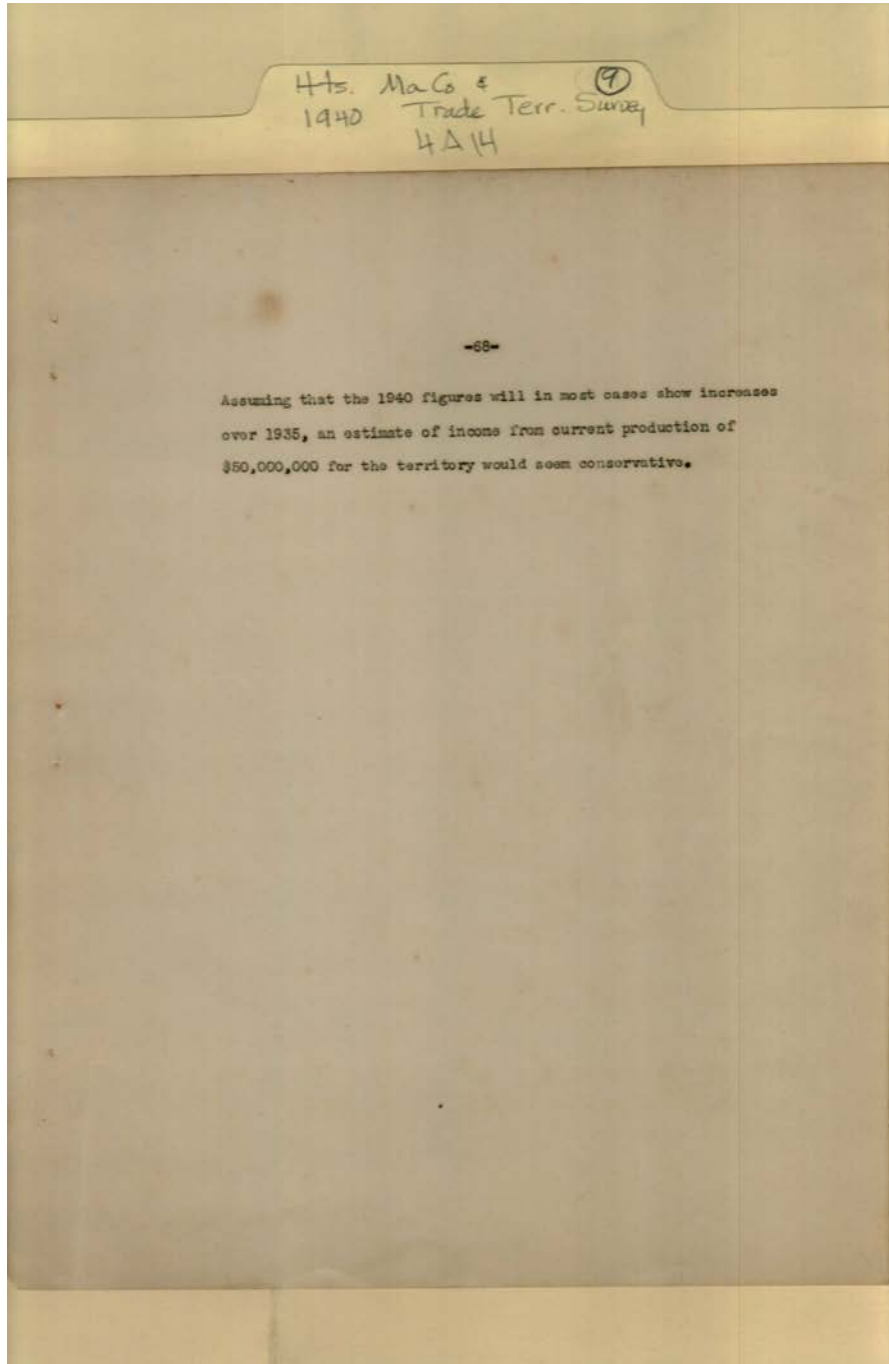 Hts. Ma Co & ⑨
1940 Trade Terr. Survey
4A14
-68-
Assuming that the 1940 figures will in most cases show increases
over 1935, an estimate of income from current production of
$50,000,000 for the territory would seem conservative.